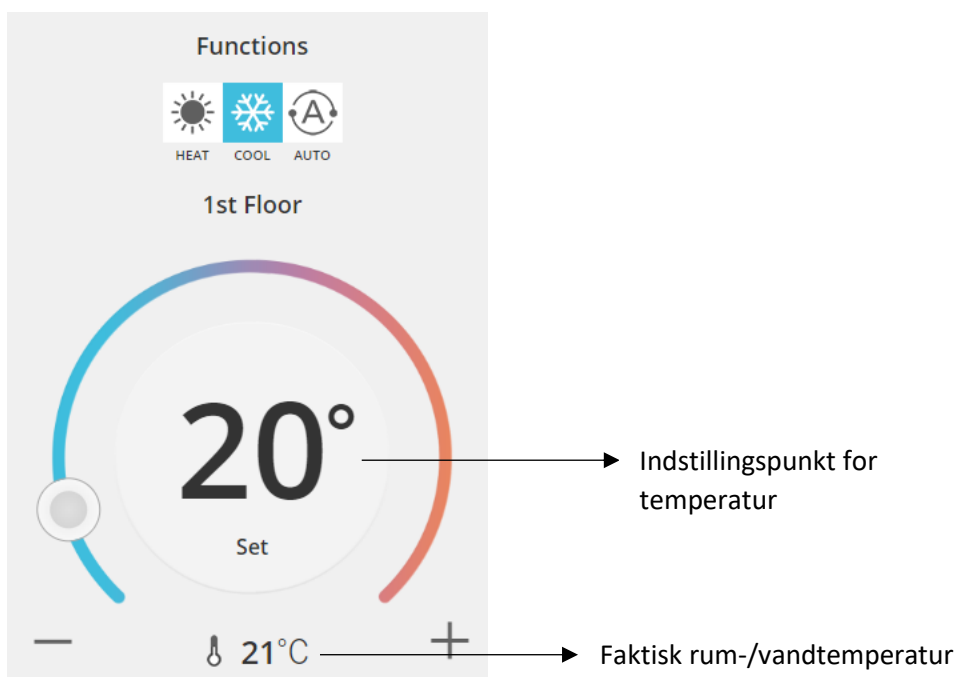 Functions
HEAT COOL AUTO
1st Floor
20°
Indstillingspunkt for
temperatur
Set
21°C
Faktisk rum-/vandtemperatur